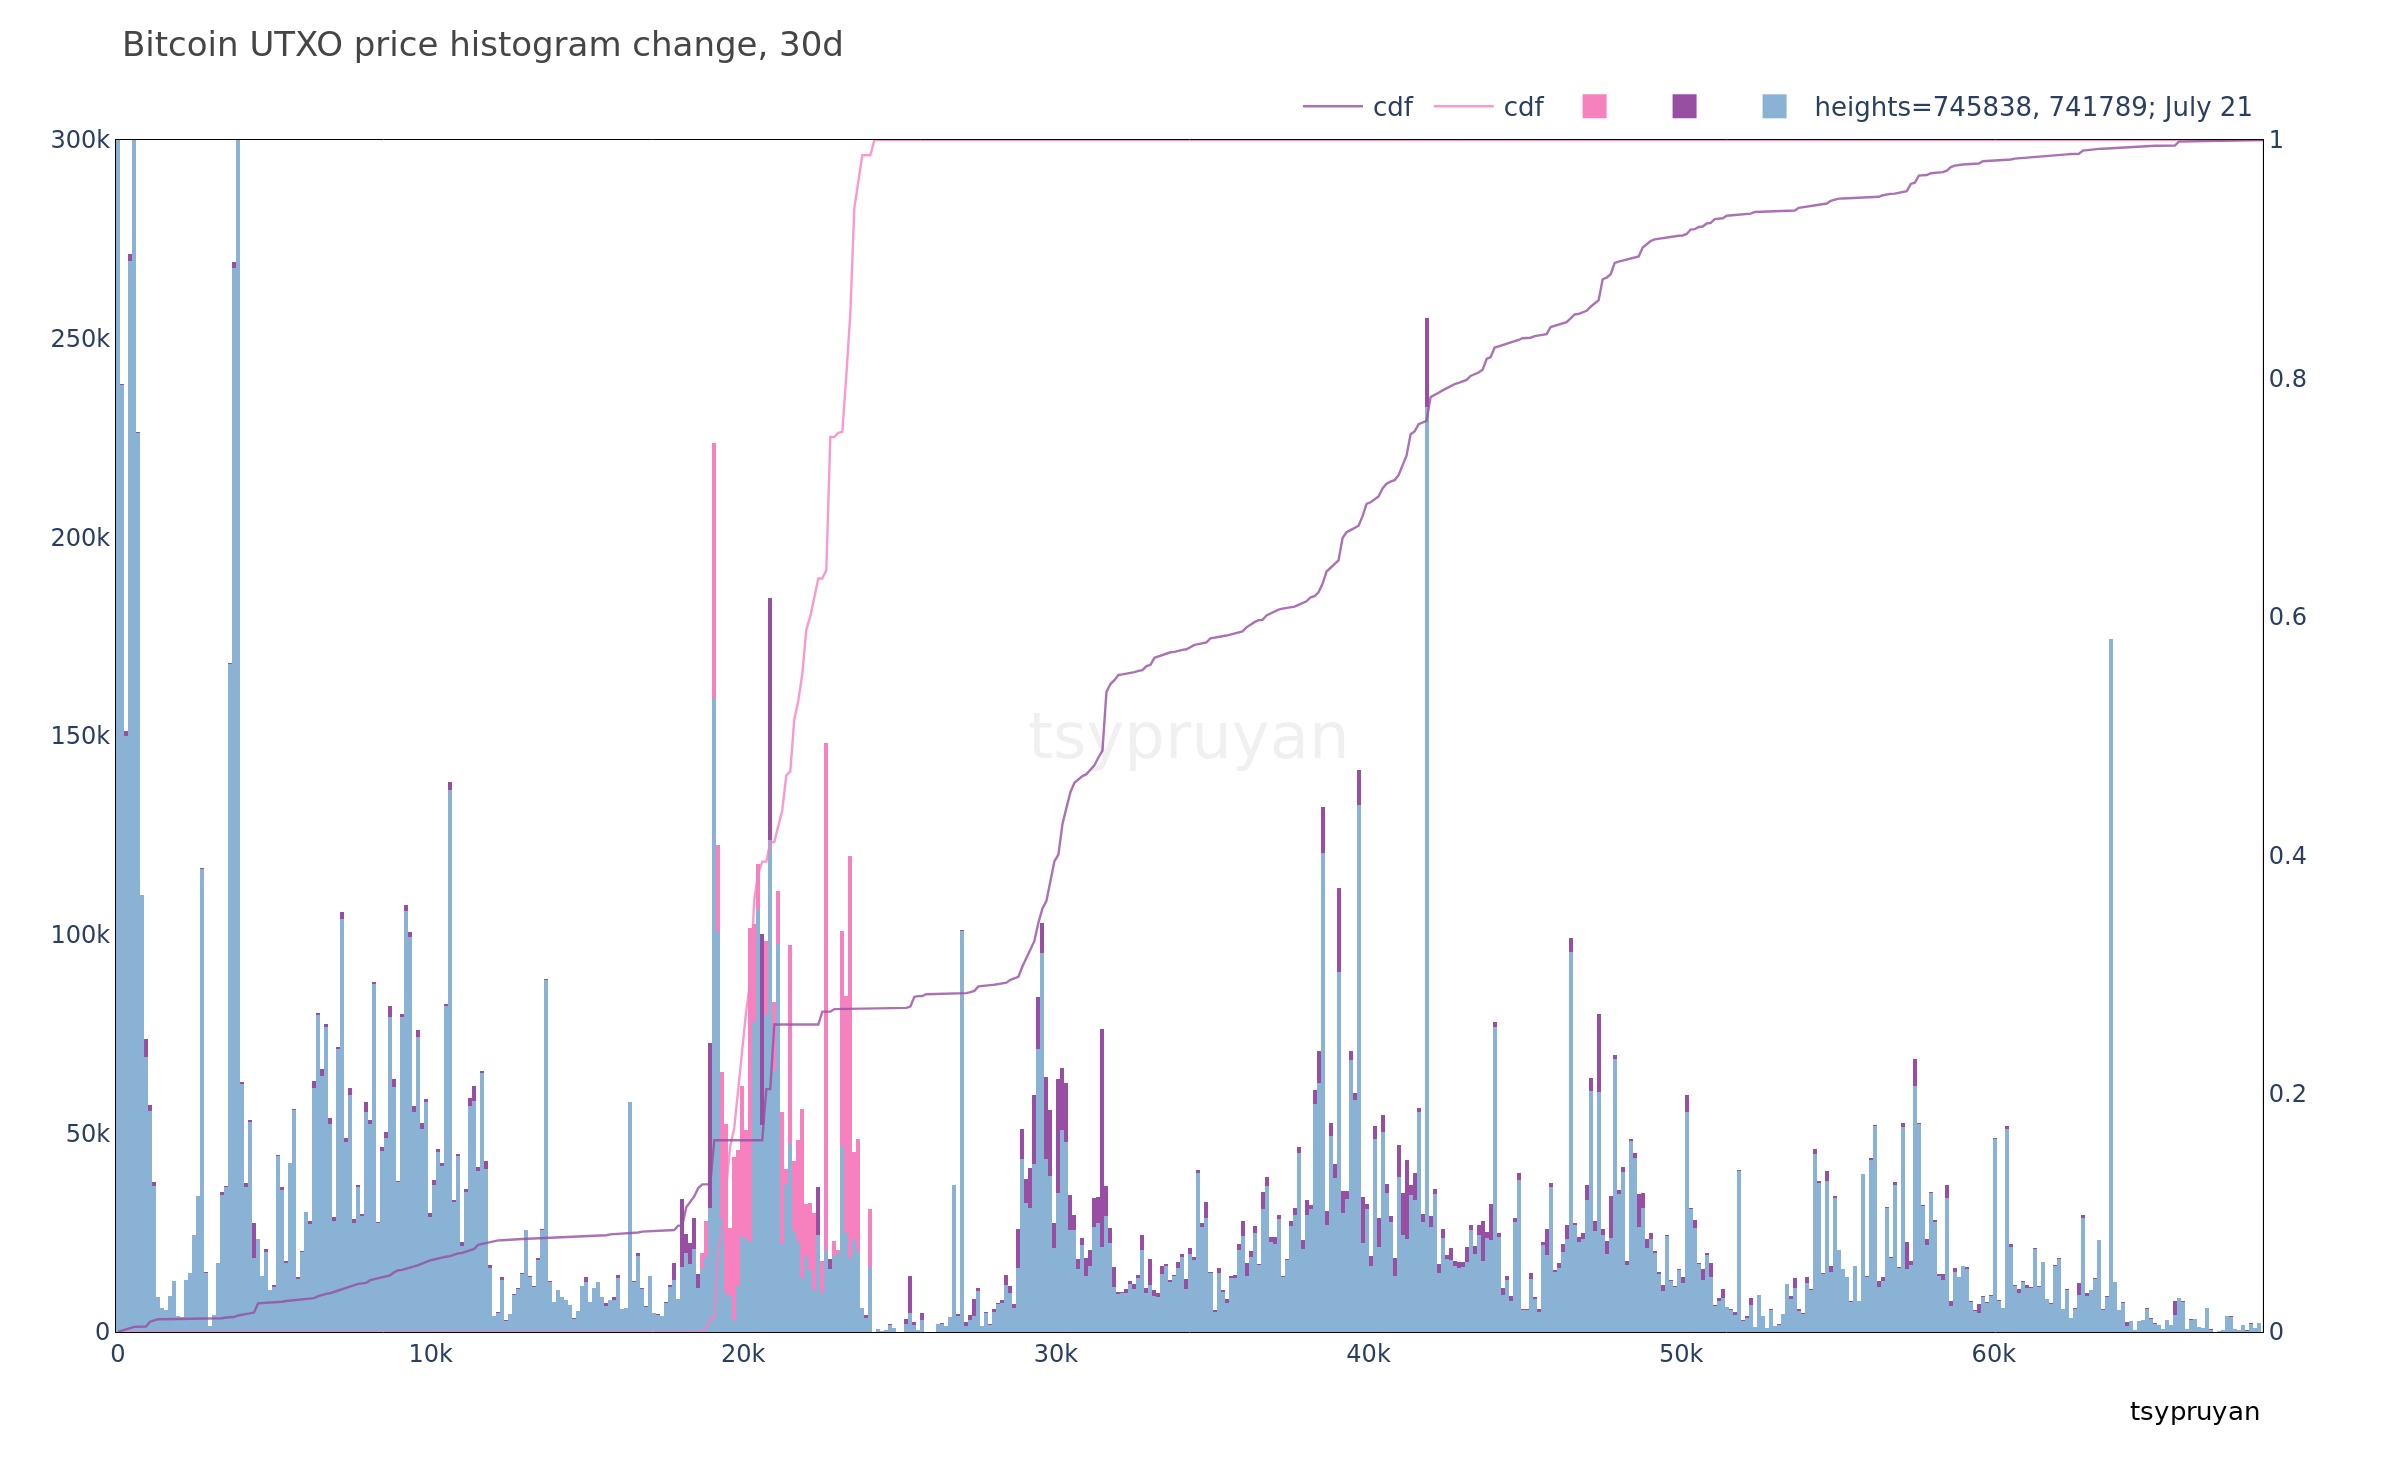 Bitcoin UTXO price histogram change, 30d
cdf cdf heights=745838, 741789; July 21
300k
250k
200k
150k
100k
50k
0
1
0.8
0.6
0.4
0.2
0
tsypruyan
0 10k 20k 30k 40k 50k 60k
tsypruyan